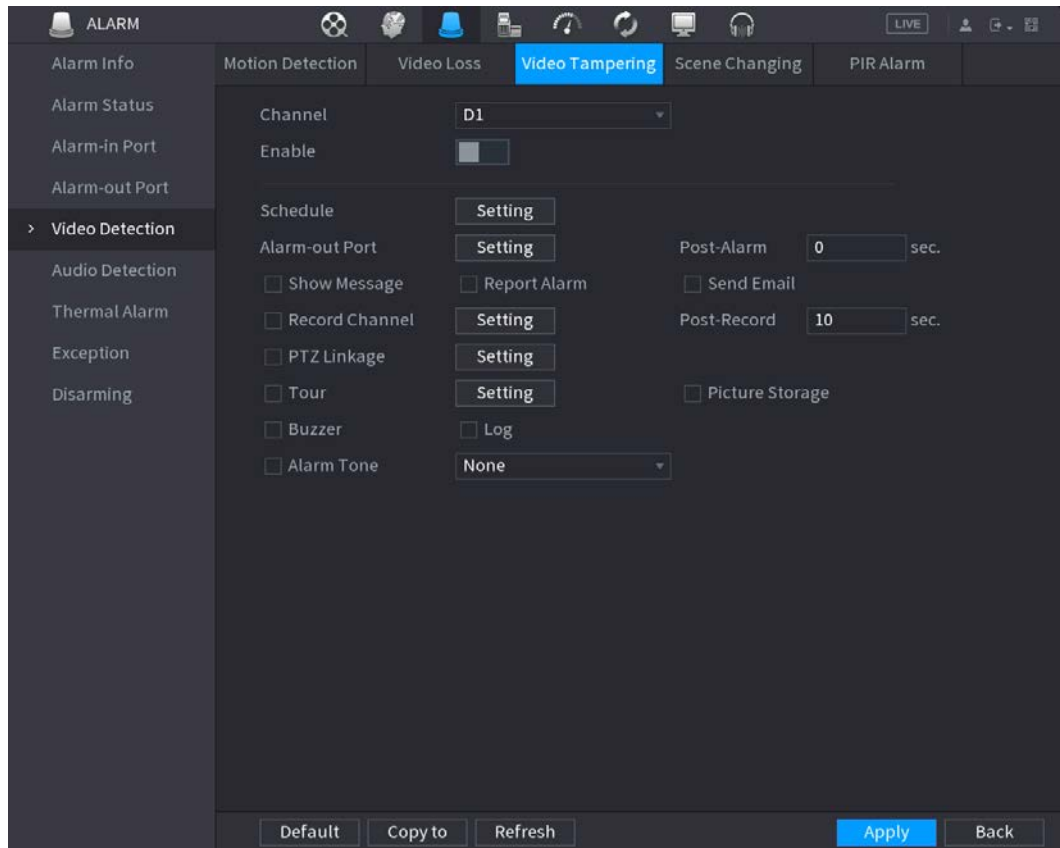 ALARM LIVE
Alarm Info
Alarm Status
Alarm-in Port
Alarm-out Port
> Video Detection
Audio Detection
Thermal Alarm
Exception
Disarming
Motion Detection Video Loss Video Tampering Scene Changing PIR Alarm
Channel D1
Enable
Schedule Setting
Alarm-out Port Setting Post-Alarm 0 sec.
Show Message Report Alarm Send Email
Record Channel Setting Post-Record 10 sec.
PTZ Linkage Setting
Tour Setting Picture Storage
Buzzer Log
Alarm Tone None
Default Copy to Refresh Apply Back